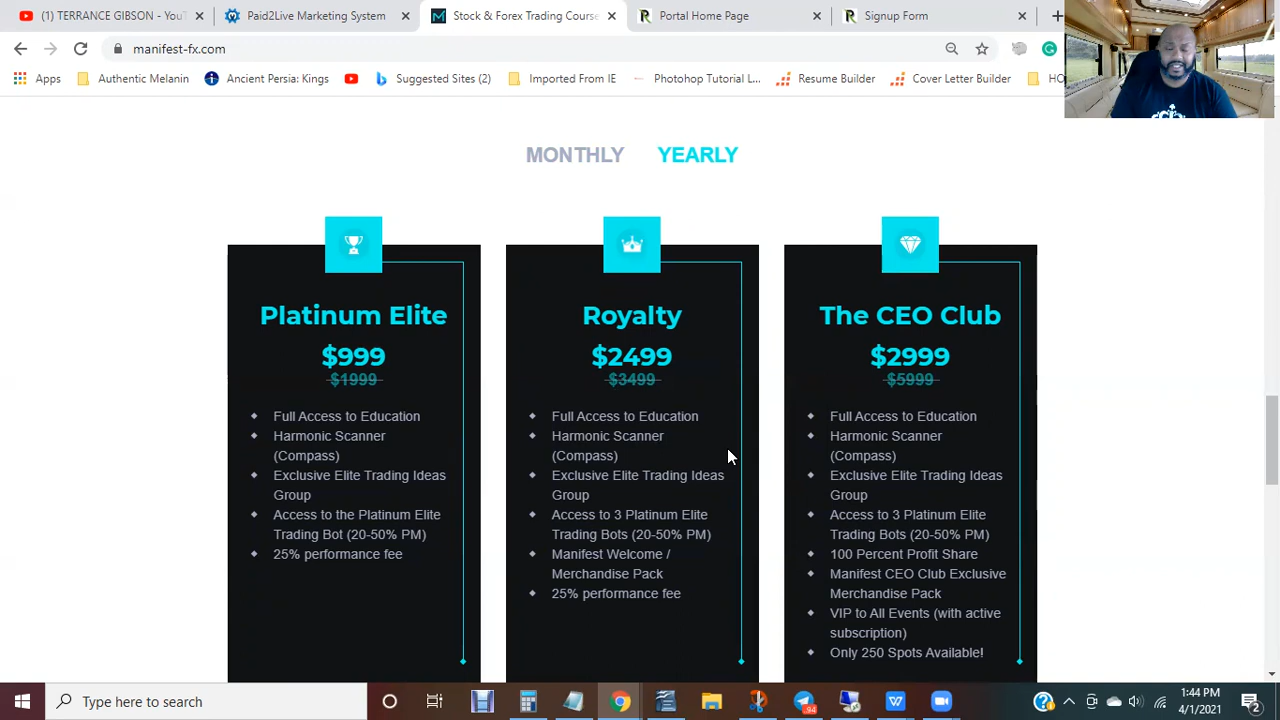 (1) TERRANCE GIBSON
Paid2Live Marketing System
Stock & Forex Trading Course
Portal Home Page
Signup Form
manifest-fx.com
Apps
Authentic Melanin
Ancient Persia: Kings
Suggested Sites (2)
Imported From IE
Photohop Tutorial L...
Resume Builder
Cover Letter Builder
MONTHLY YEARLY
Platinum Elite
$999
$1999
Full Access to Education
Harmonic Scanner
(Compass)
Exclusive Elite Trading Ideas
Group
Access to the Platinum Elite
Trading Bot (20-50% PM)
25% performance fee
Royalty
$2499
$3499
Full Access to Education
Harmonic Scanner
(Compass)
Exclusive Elite Trading Ideas
Group
Access to 3 Platinum Elite
Trading Bots (20-50% PM)
Manifest Welcome /
Merchandise Pack
25% performance fee
The CEO Club
$2999
$5999
Full Access to Education
Harmonic Scanner
(Compass)
Exclusive Elite Trading Ideas
Group
Access to 3 Platinum Elite
Trading Bots (20-50% PM)
100 Percent Profit Share
Manifest CEO Club Exclusive
Merchandise Pack
VIP to All Events (with active
subscription)
Only 250 Spots Available!
Type here to search
94
1:44 PM
4/1/2021
2